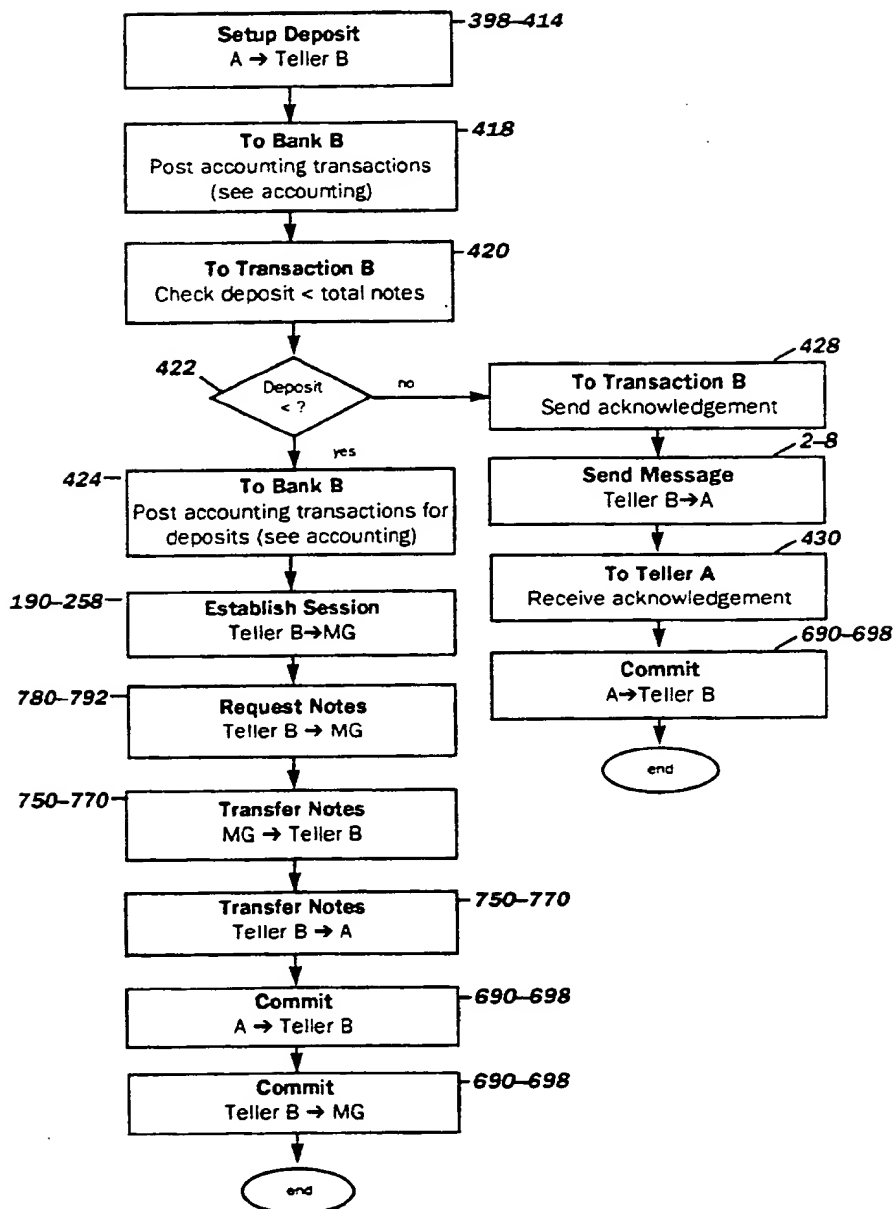 Setup Deposit
A → Teller B
398–414
To Bank B
Post accounting transactions
(see accounting)
418
To Transaction B
Check deposit < total notes
420
422
Deposit
< ?
no
yes
428
To Transaction B
Send acknowledgement
2–8
Send Message
Teller B→A
430
To Teller A
Receive acknowledgement
690–698
Commit
A→Teller B
end
424
To Bank B
Post accounting transactions for
deposits (see accounting)
190–258
Establish Session
Teller B→MG
780–792
Request Notes
Teller B → MG
750–770
Transfer Notes
MG → Teller B
Transfer Notes
Teller B → A
750–770
Commit
A → Teller B
690–698
Commit
Teller B → MG
690–698
end